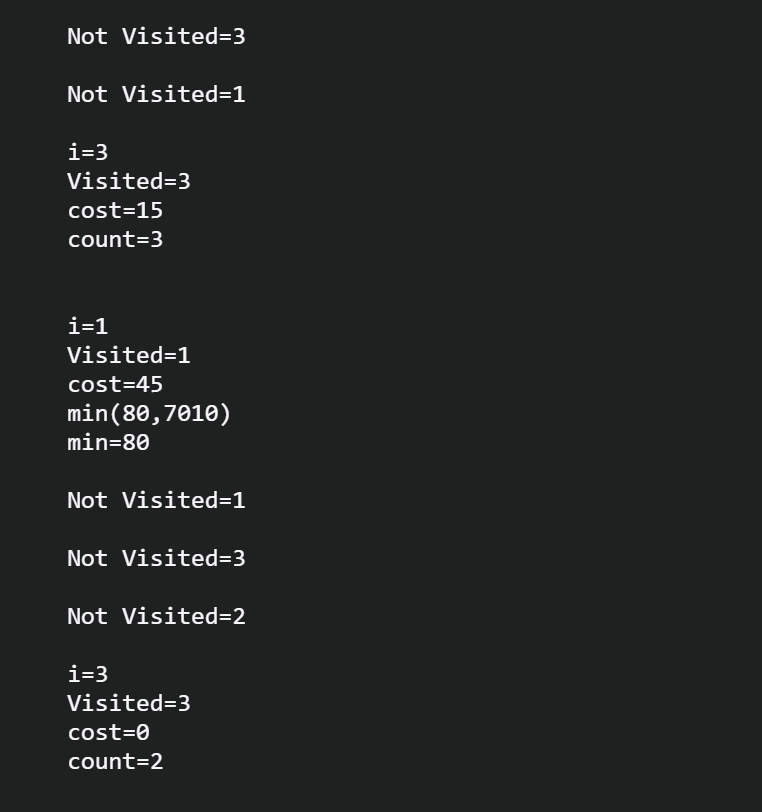 Not Visited=3
Not Visited=1
i=3
Visited=3
cost=15
count=3
i=1
Visited=1
cost=45
min(80,7010)
min=80
Not Visited=1
Not Visited=3
Not Visited=2
i=3
Visited=3
cost=0
count=2